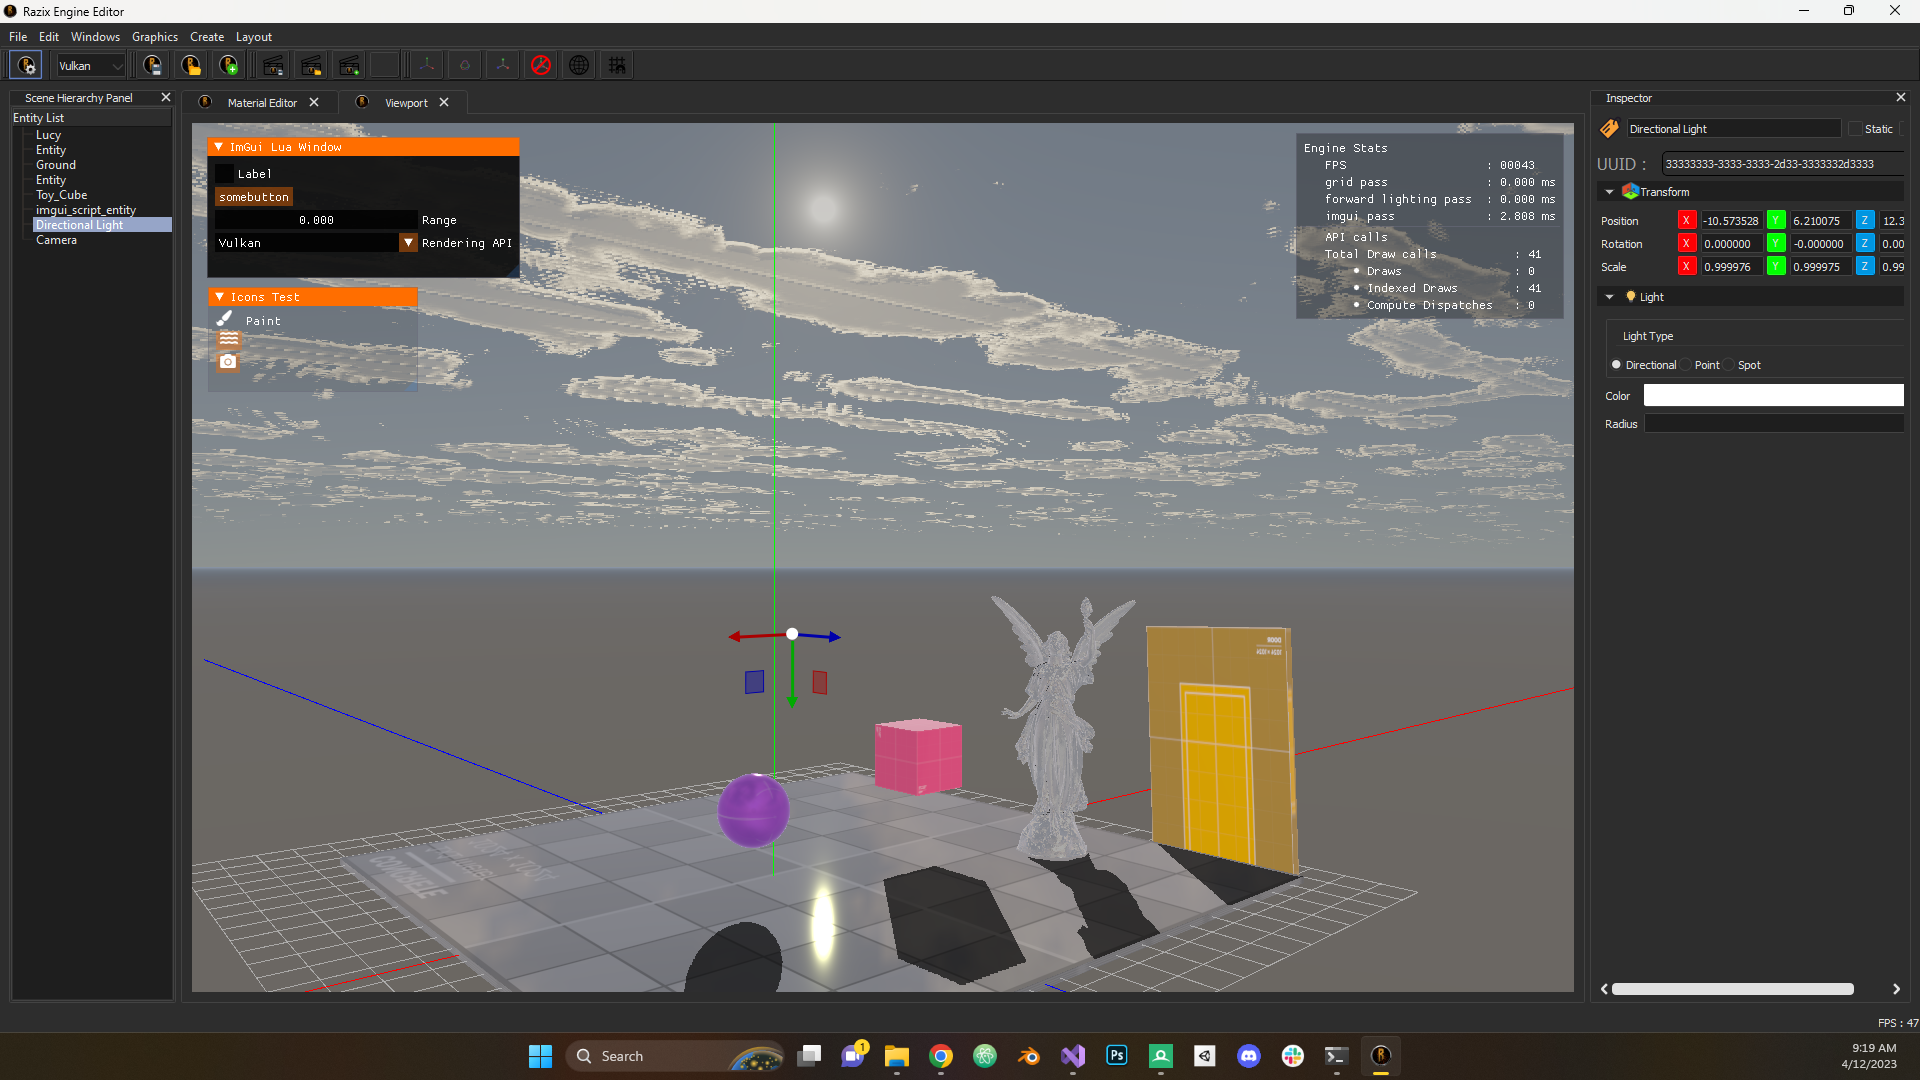 Razix Engine Editor
File Edit Windows Graphics Create Layout
Vulkan
Scene Hierarchy Panel
Entity List
Lucy
Entity
Ground
Entity
Toy_Cube
imgui_script_entity
Directional Light
Camera
Material Editor
Viewport
ImGui Lua Window
Label
somebutton
0.000 Range
Vulkan Rendering API
Icons Test
Paint
Engine Stats
FPS : 00043
grid pass : 0.000 ms
forward lighting pass : 0.000 ms
imgui pass : 2.808 ms
API calls
Total Draw calls : 41
Draws : 0
Indexed Draws : 41
Compute Dispatches : 0
Inspector
Directional Light Static
UUID : 33333333-3333-3333-2d33-3333332d3333
Transform
Position X -10.573528 Y 6.210075 Z 12.3
Rotation X 0.000000 Y -0.000000 Z 0.00
Scale X 0.999976 Y 0.999975 Z 0.99
Light
Light Type
Directional Point Spot
Color
Radius
FPS : 47
Search
1
Ps
9:19 AM
4/12/2023